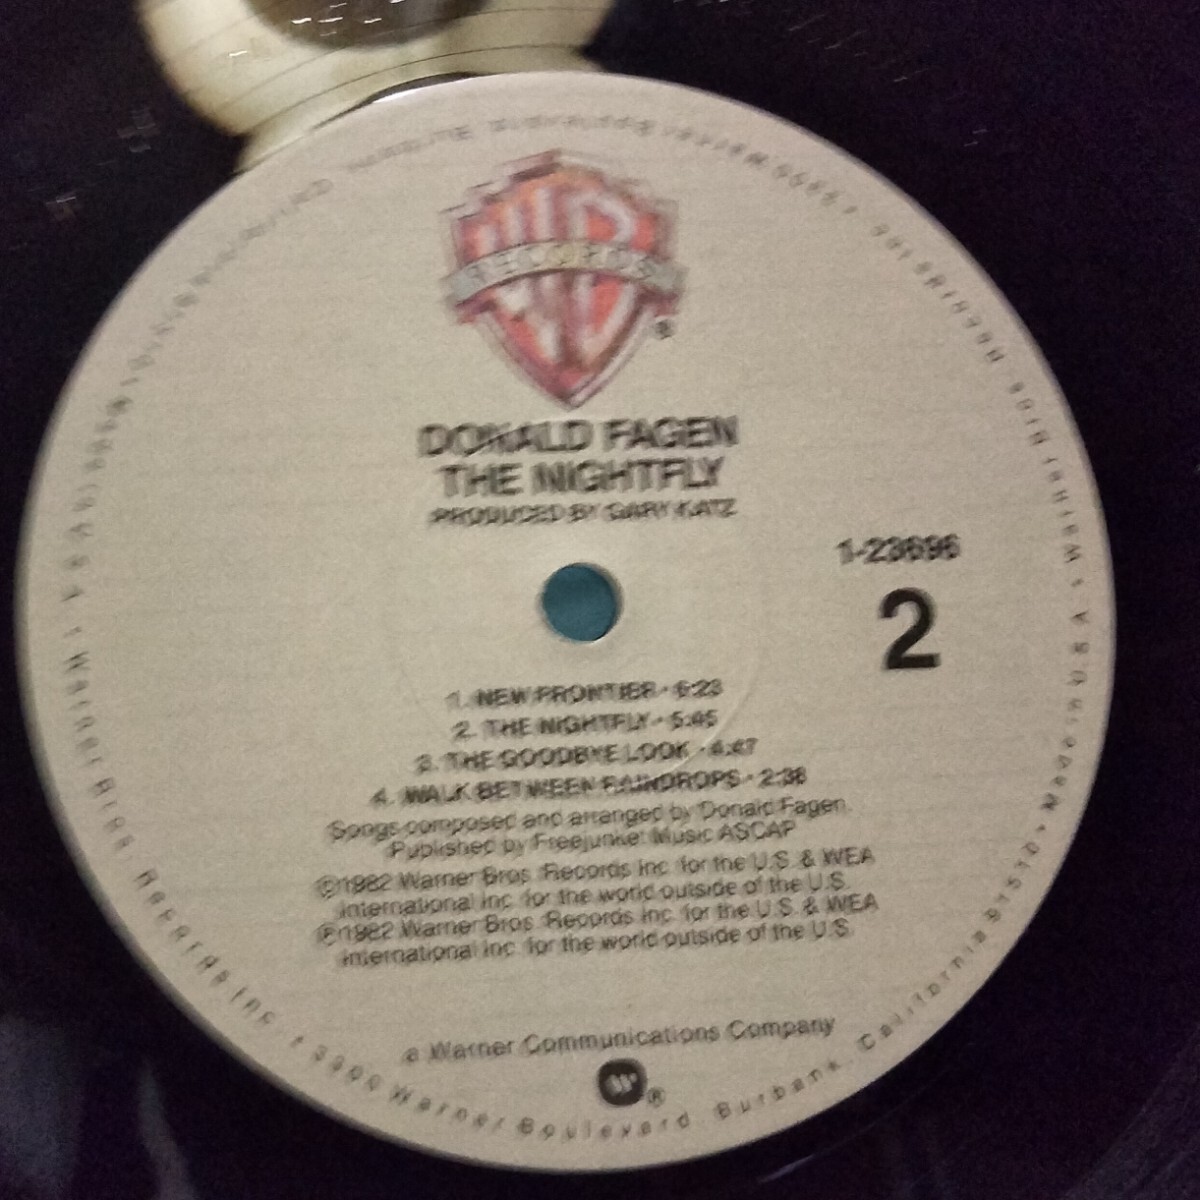 WB
RECORDS
®
DONALD FAGEN
THE NIGHTFLY
PRODUCED BY GARY KATZ
1-23696
2
1. NEW FRONTIER • 6:23
2. THE NIGHTFLY • 5:45
3. THE GOODBYE LOOK • 4:47
4. WALK BETWEEN RAINDROPS • 2:38
Songs composed and arranged by Donald Fagen.
Published by Freejunket Music ASCAP
©1982 Warner Bros. Records Inc. for the U.S. & WEA
International Inc. for the world outside of the U.S.
℗1982 Warner Bros. Records Inc. for the U.S. & WEA
International Inc. for the world outside of the U.S.
a Warner Communications Company
®
Warner Bros. Records Inc., 3300 Warner Boulevard, Burbank, California 91510 • Made in U.S.A.